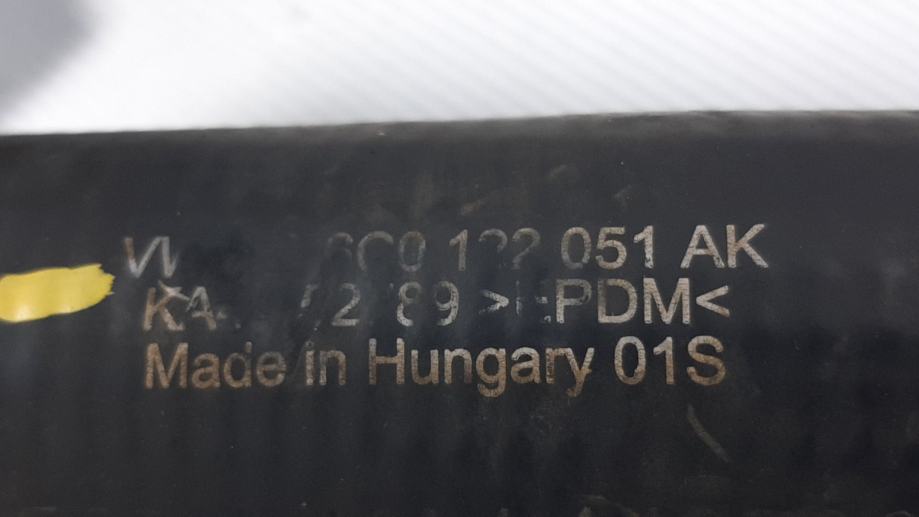 6C0 122 051 AK
>EPDM<
Made in Hungary 01S